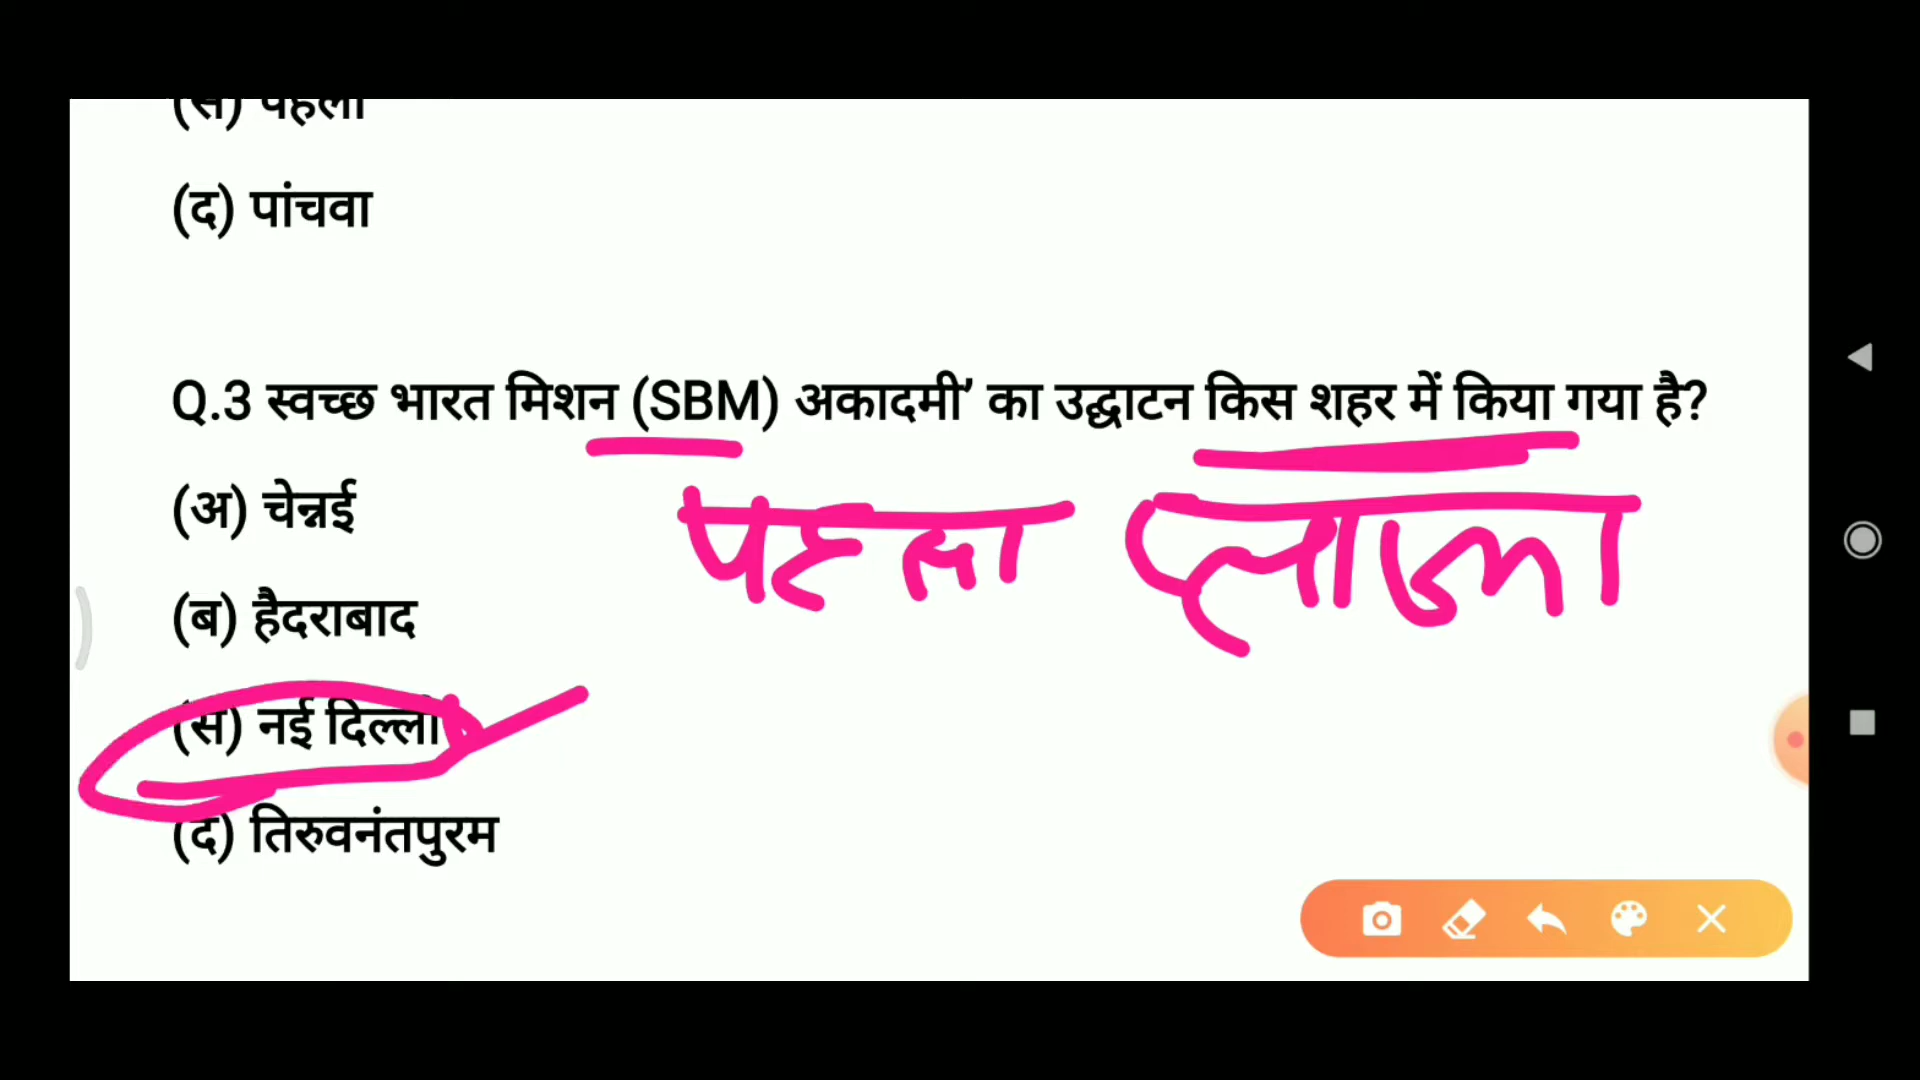 (स) पहला
(द) पांचवा
Q.3 स्वच्छ भारत मिशन (SBM) अकादमी’ का उद्घाटन किस शहर में किया गया है?
(अ) चेन्नई
पहला
(ब) हैदराबाद
(स) नई दिल्ली
(द) तिरुवनंतपुरम